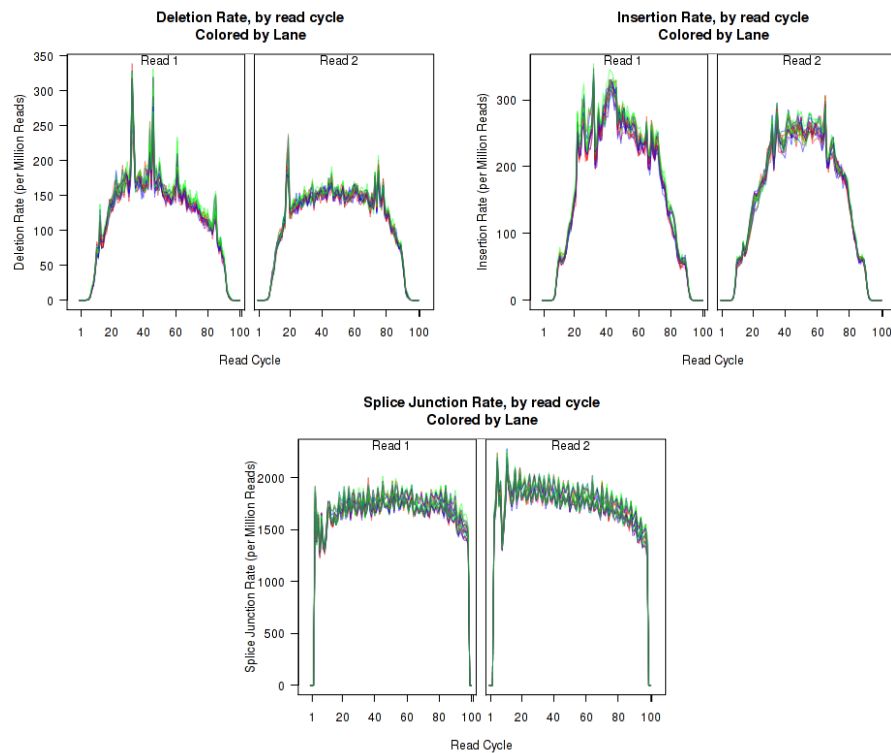 Deletion Rate, by read cycle
Colored by Lane
Read 1
Read 2
Deletion Rate (per Million Reads)
350
300
250
200
150
100
50
0
1 20 40 60 80 100
1 20 40 60 80 100
Read Cycle
Insertion Rate, by read cycle
Colored by Lane
Read 1
Read 2
Insertion Rate (per Million Reads)
300
200
100
0
1 20 40 60 80 100
1 20 40 60 80 100
Read Cycle
Splice Junction Rate, by read cycle
Colored by Lane
Read 1
Read 2
Splice Junction Rate (per Million Reads)
2000
1500
1000
500
0
1 20 40 60 80 100
1 20 40 60 80 100
Read Cycle